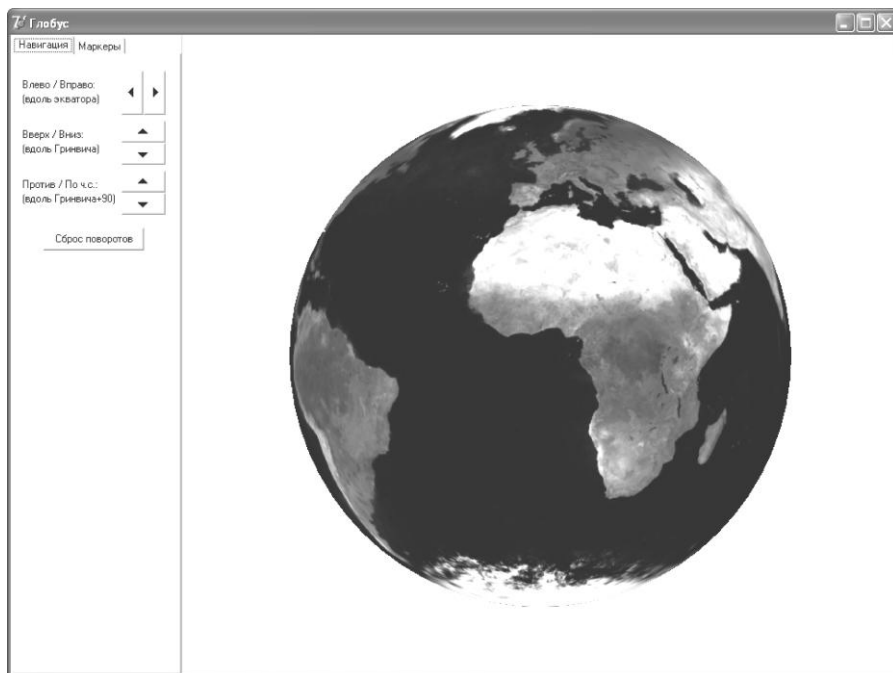 Глобус
Навигация
Маркеры
Влево / Вправо:
(вдоль экватора)
Вверх / Вниз:
(вдоль Гринвича)
Против / По ч.с.:
(вдоль Гринвича+90)
Сброс поворотов